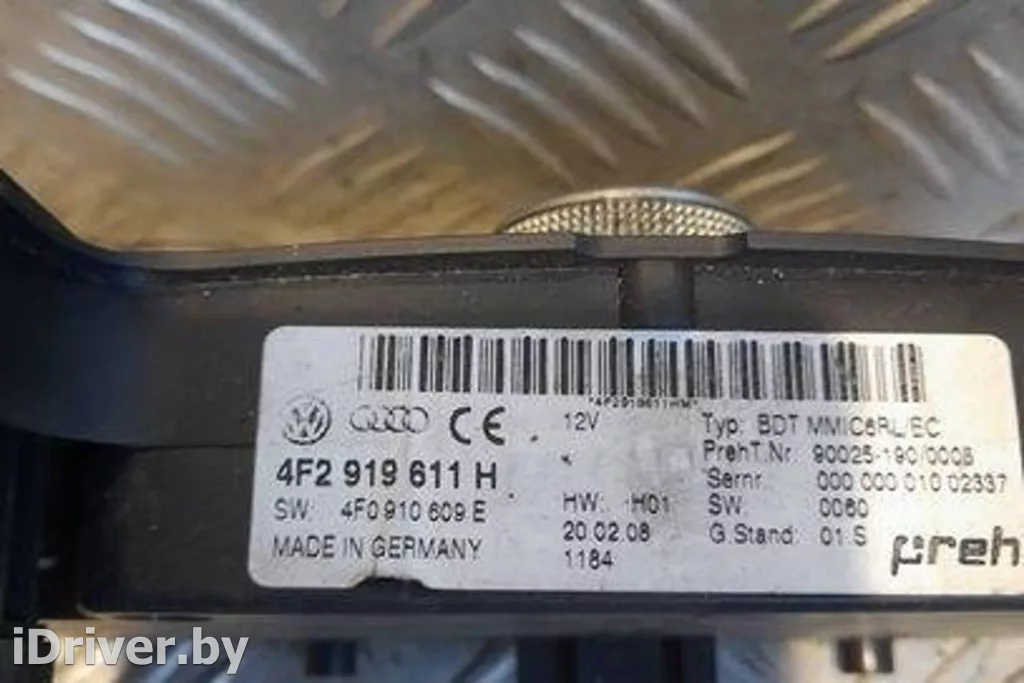 *4F2919611HM*
12V
Typ: BDT MMIC6RL/EC
CE
PrehT.Nr. 90025-190/0008
4F2 919 611 H
Sernr. 000 000 010 02337
HW: H01
SW: 0060
SW: 4F0 910 609 E
20.02.08
G.Stand: 01 S
preh
MADE IN GERMANY
1184
iDriver.by